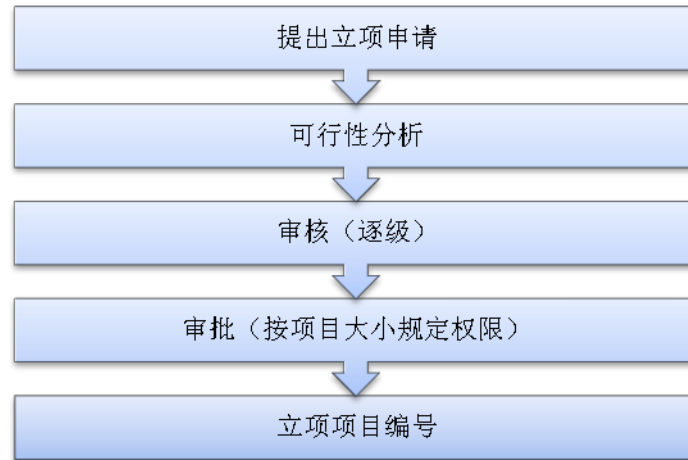 提出立项申请
可行性分析
审核（逐级）
审批（按项目大小规定权限）
立项项目编号